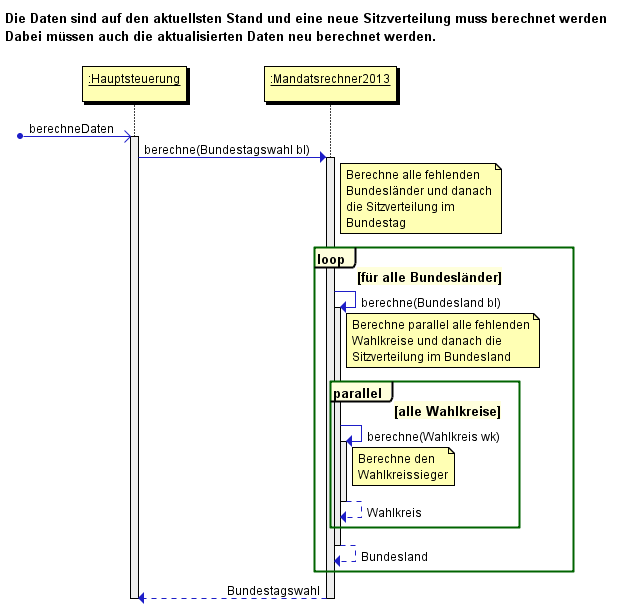 Die Daten sind auf den aktuellsten Stand und eine neue Sitzverteilung muss berechnet werden
Dabei müssen auch die aktualisierten Daten neu berechnet werden.
:Hauptsteuerung
:Mandatsrechner2013
berechneDaten
berechne(Bundestagswahl bl)
Berechne alle fehlenden
Bundesländer und danach
die Sitzverteilung im
Bundestag
loop
[für alle Bundesländer]
berechne(Bundesland bl)
Berechne parallel alle fehlenden
Wahlkreise und danach die
Sitzverteilung im Bundesland
parallel
[alle Wahlkreise]
berechne(Wahlkreis wk)
Berechne den
Wahlkreissieger
Wahlkreis
Bundesland
Bundestagswahl